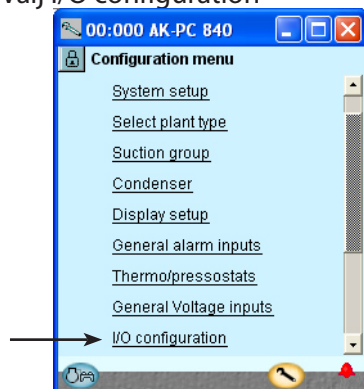 Välj I/O configuration
00:000 AK-PC 840
Configuration menu
System setup
Select plant type
Suction group
Condenser
Display setup
General alarm inputs
Thermo/pressostats
General Voltage inputs
I/O configuration